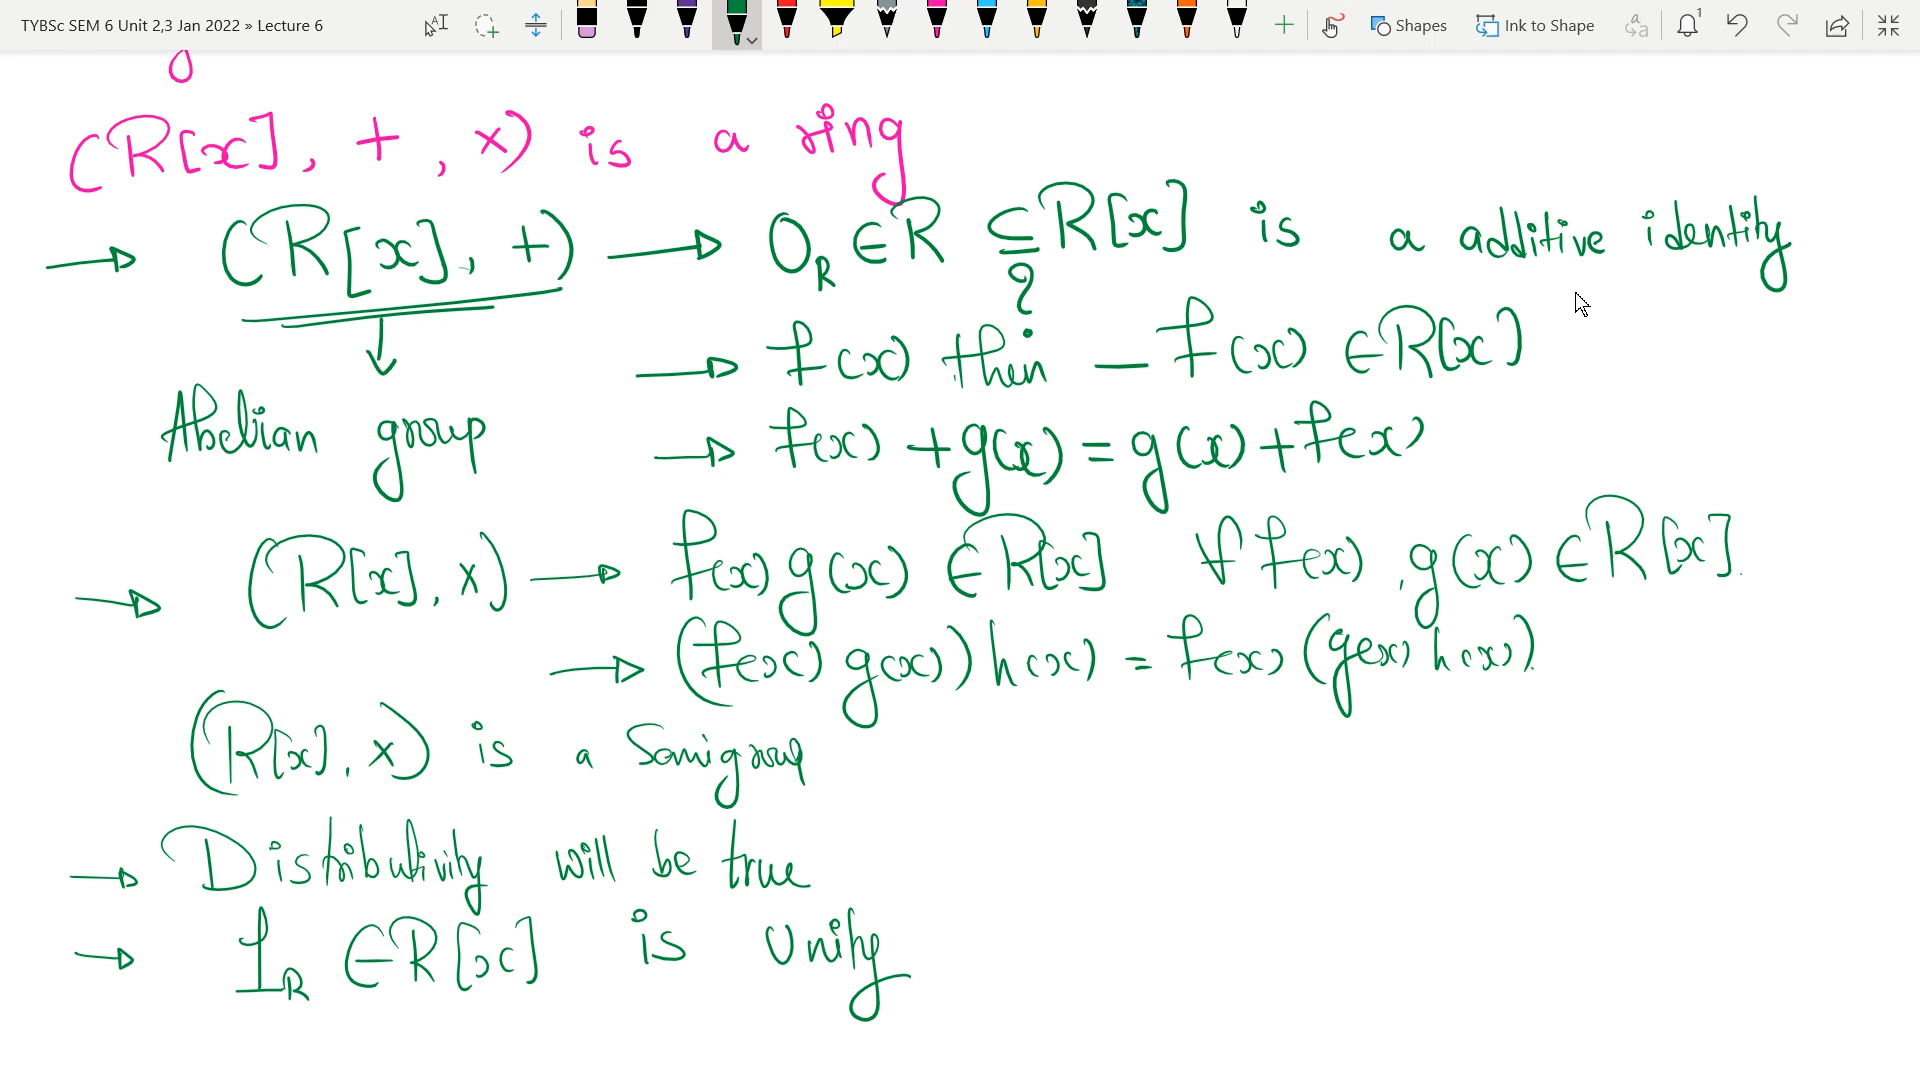 TYBSc SEM 6 Unit 2,3 Jan 2022 » Lecture 6
Shapes
Ink to Shape
1
(R[x], +, ×) is a ring
→ (R[x], +) → 0_R ∈ R ⊆ R[x] is a additive identity
?
→ f(x) then - f(x) ∈ R[x]
Abelian group → f(x) + g(x) = g(x) + f(x)
→ (R[x], ×) → f(x) g(x) ∈ R[x] ∀ f(x), g(x) ∈ R[x].
→ (f(x) g(x)) h(x) = f(x) (g(x) h(x)).
(R[x], ×) is a Semigroup
→ Distributivity will be true
→ 1_R ∈ R[x] is unity